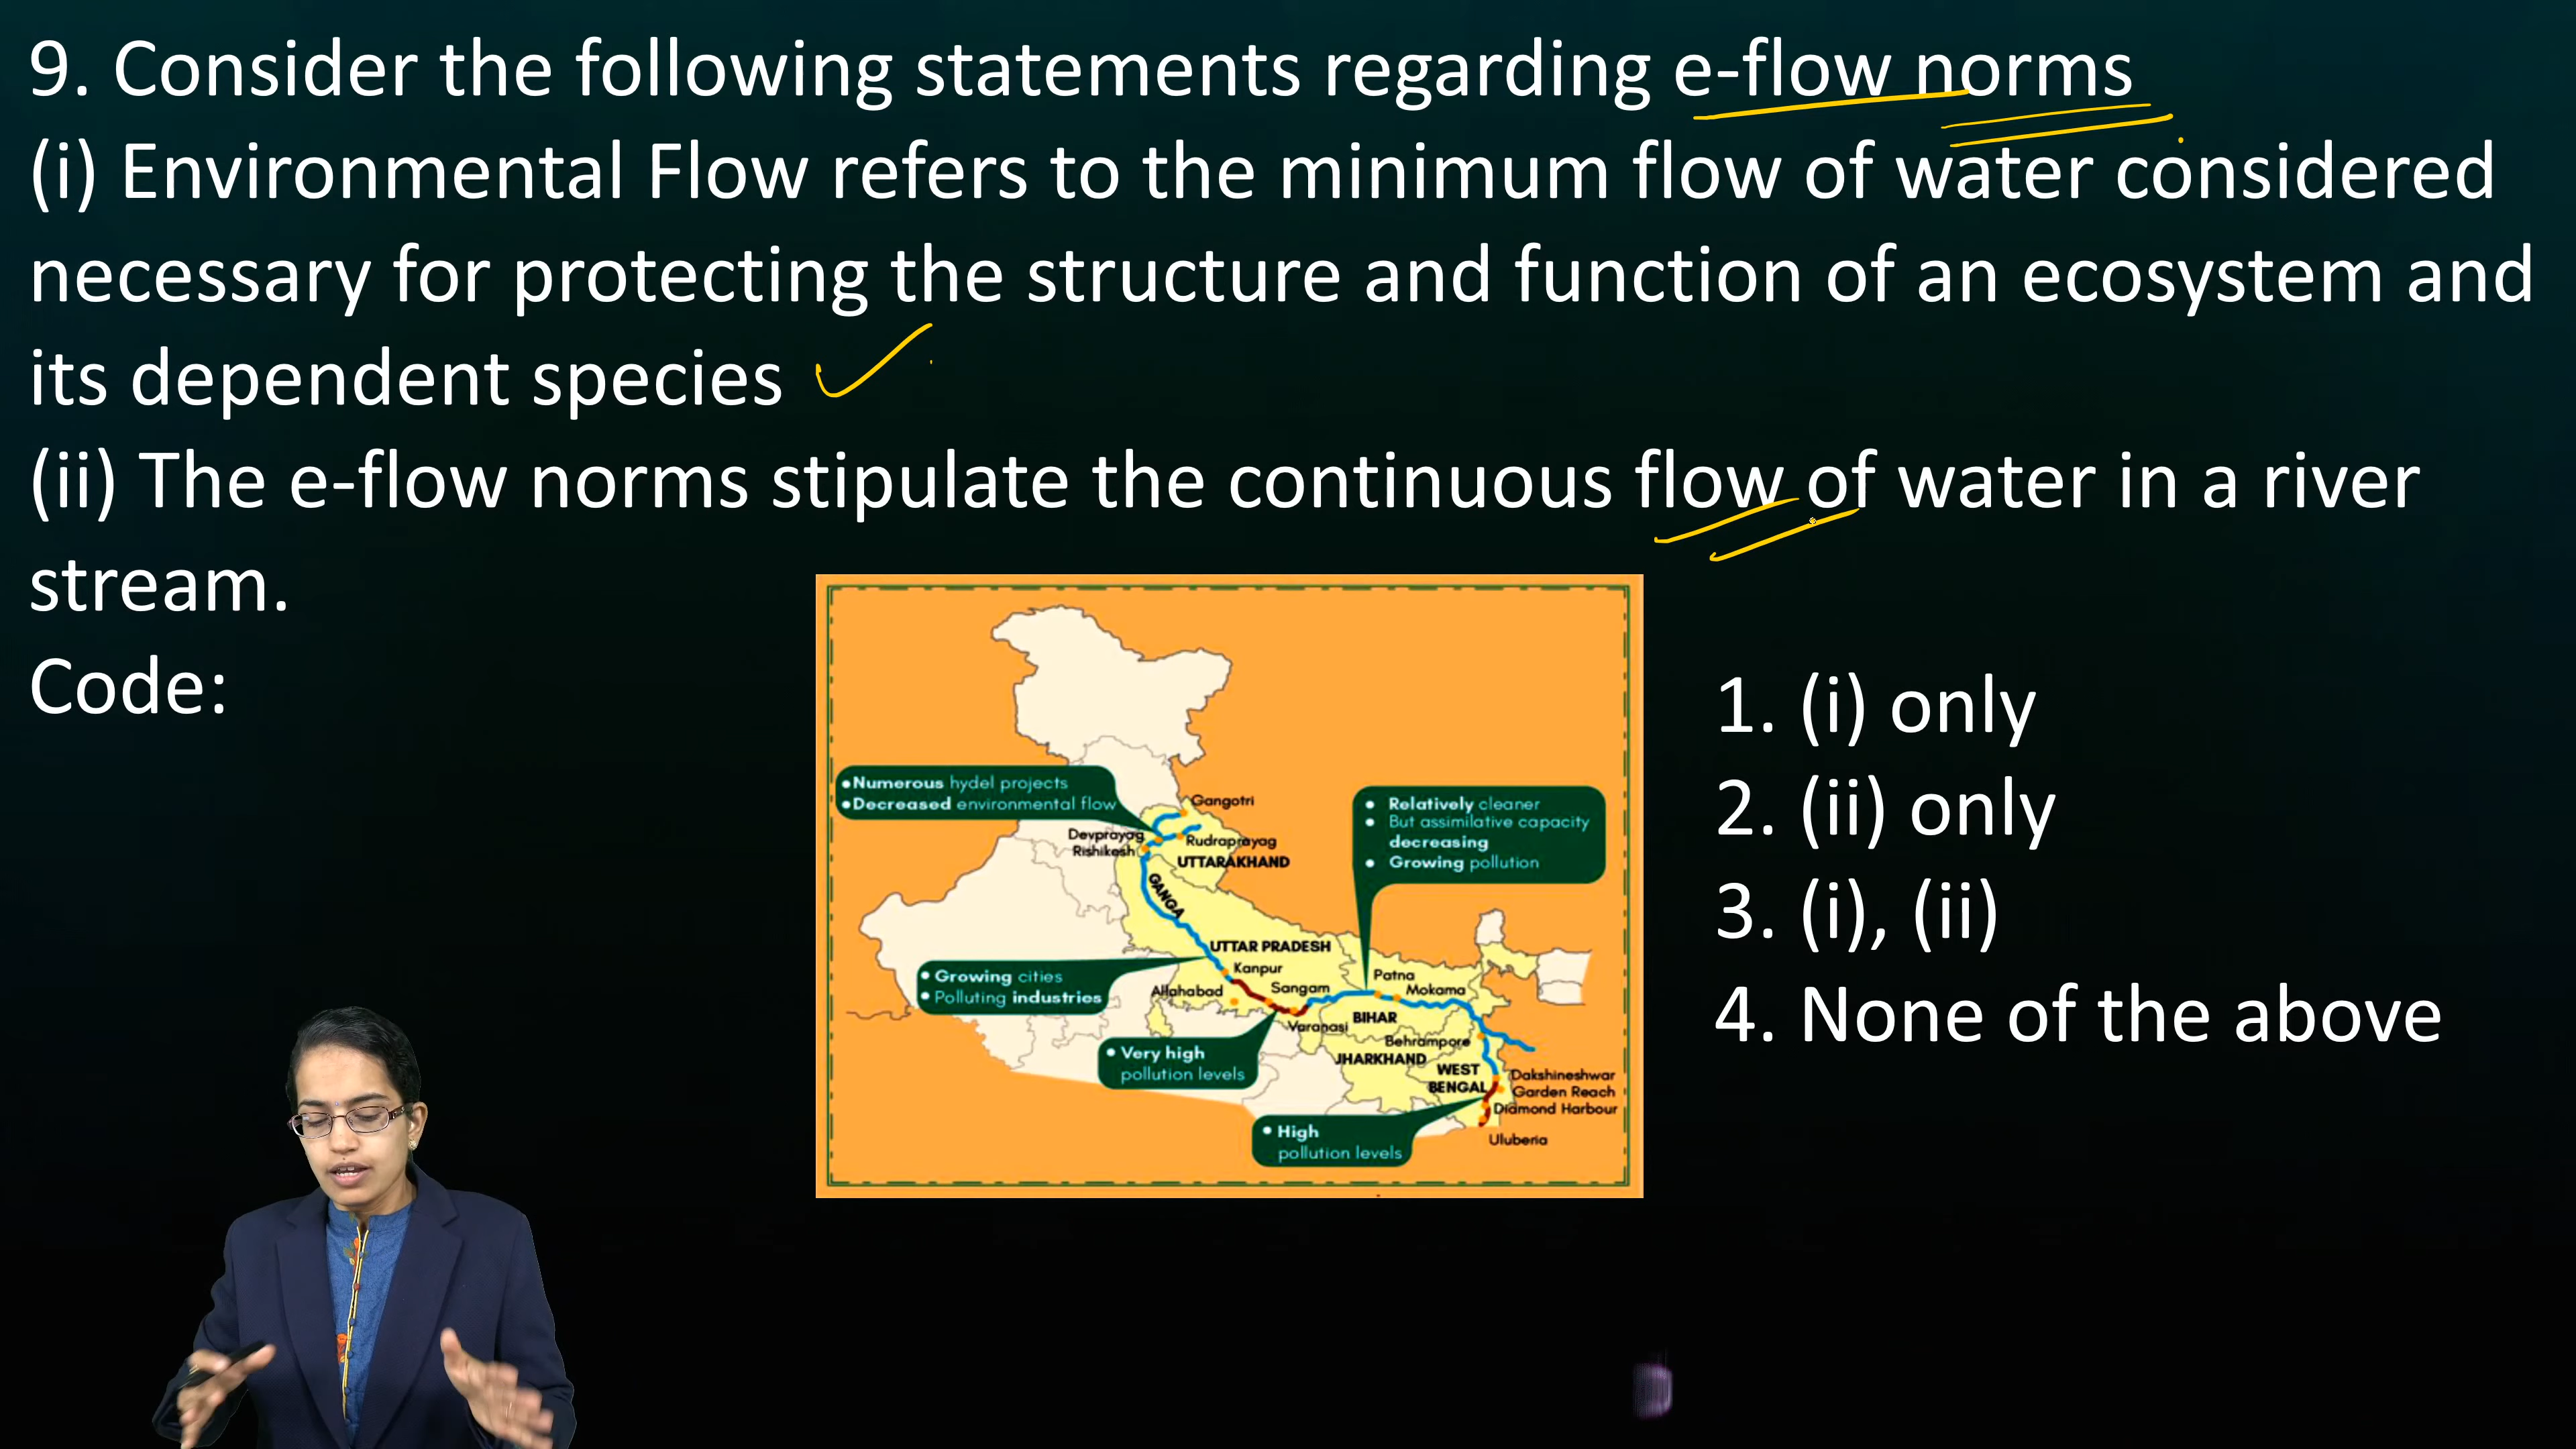 9. Consider the following statements regarding e-flow norms
(i) Environmental Flow refers to the minimum flow of water considered
necessary for protecting the structure and function of an ecosystem and
its dependent species
(ii) The e-flow norms stipulate the continuous flow of water in a river
stream.
Code:
1. (i) only
2. (ii) only
3. (i), (ii)
4. None of the above
• Numerous hydel projects
• Decreased environmental flow
Gangotri
Devprayag
Rudraprayag
Rishikesh
UTTARAKHAND
• Relatively cleaner
• But assimilative capacity
decreasing
• Growing pollution
GANGA
UTTAR PRADESH
• Growing cities
• Polluting industries
Kanpur
Allahabad
Sangam
Patna
Mokama
Varanasi
BIHAR
Behrampore
JHARKHAND
• Very high
pollution levels
WEST
BENGAL
Dakshineshwar
Garden Reach
Diamond Harbour
• High
pollution levels
Uluberia